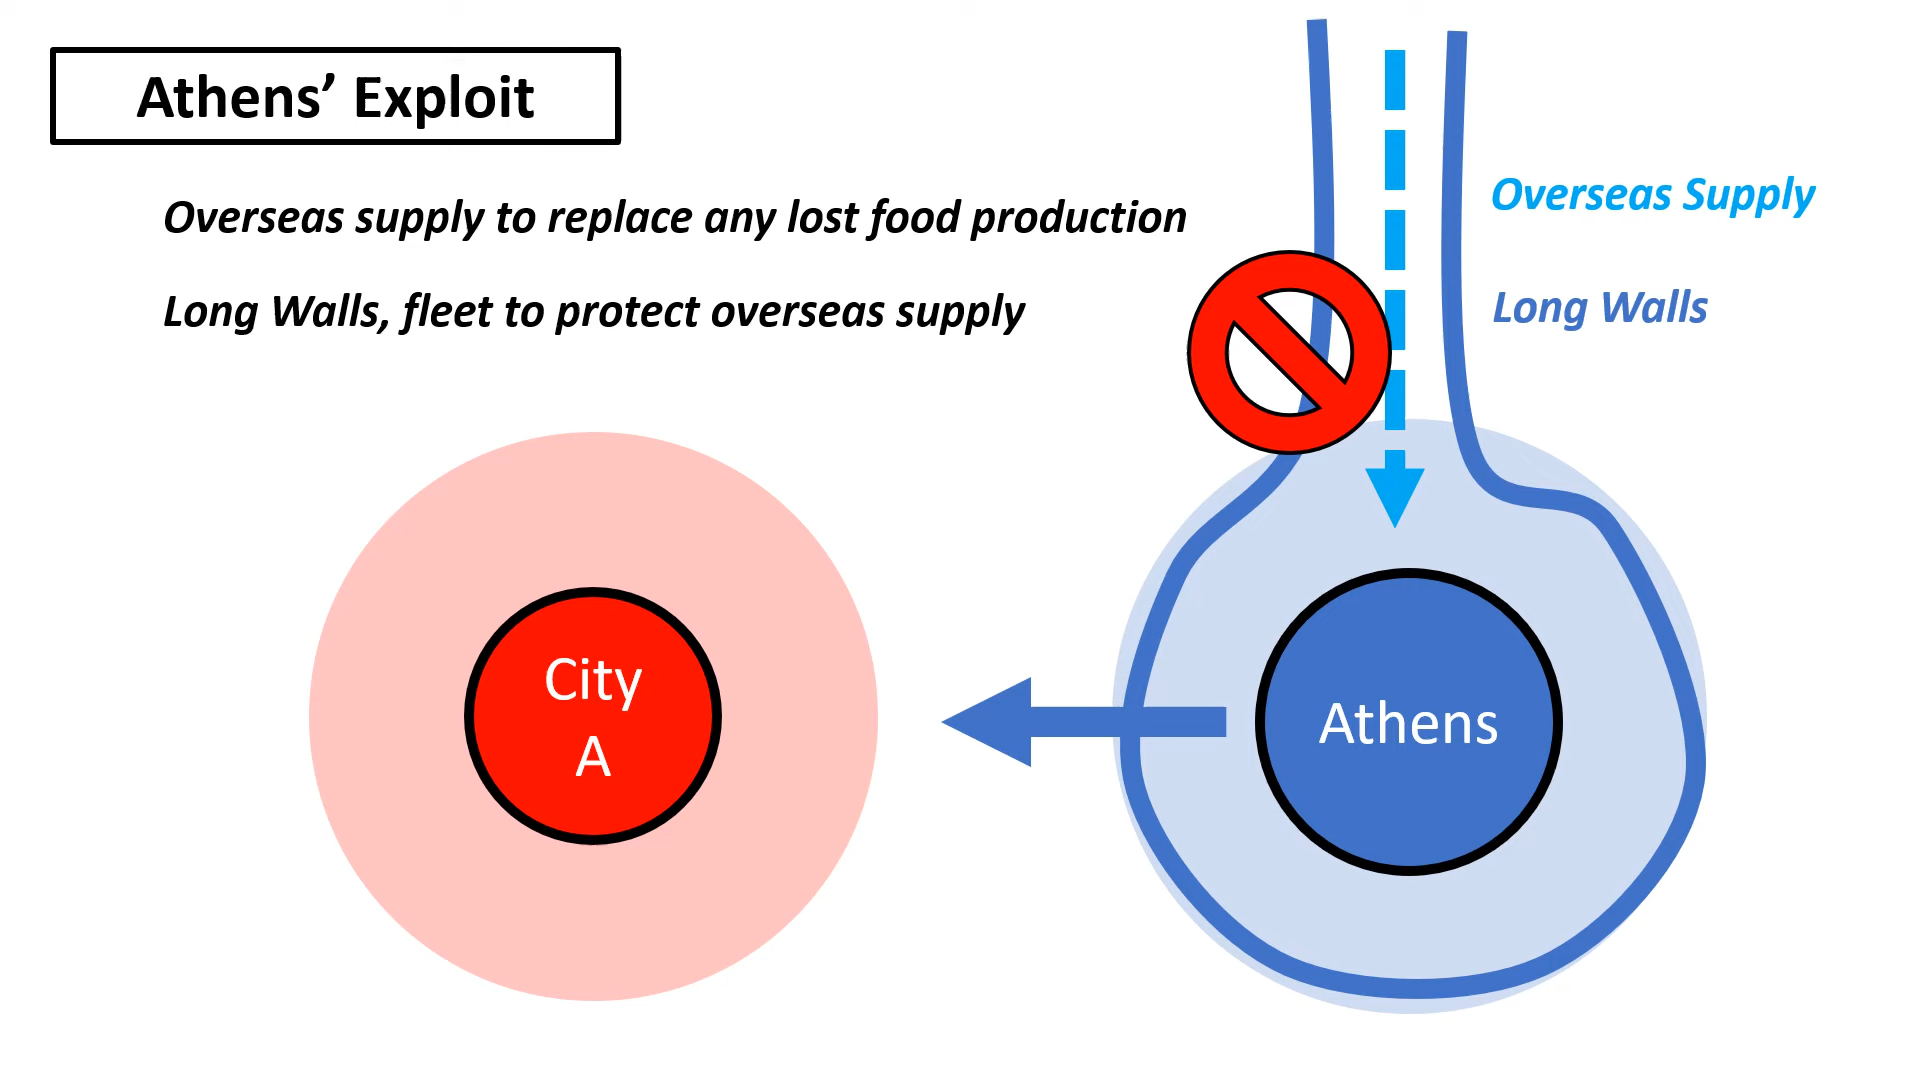 Athens’ Exploit
Overseas supply to replace any lost food production
Long Walls, fleet to protect overseas supply
Overseas Supply
Long Walls
City
A
Athens